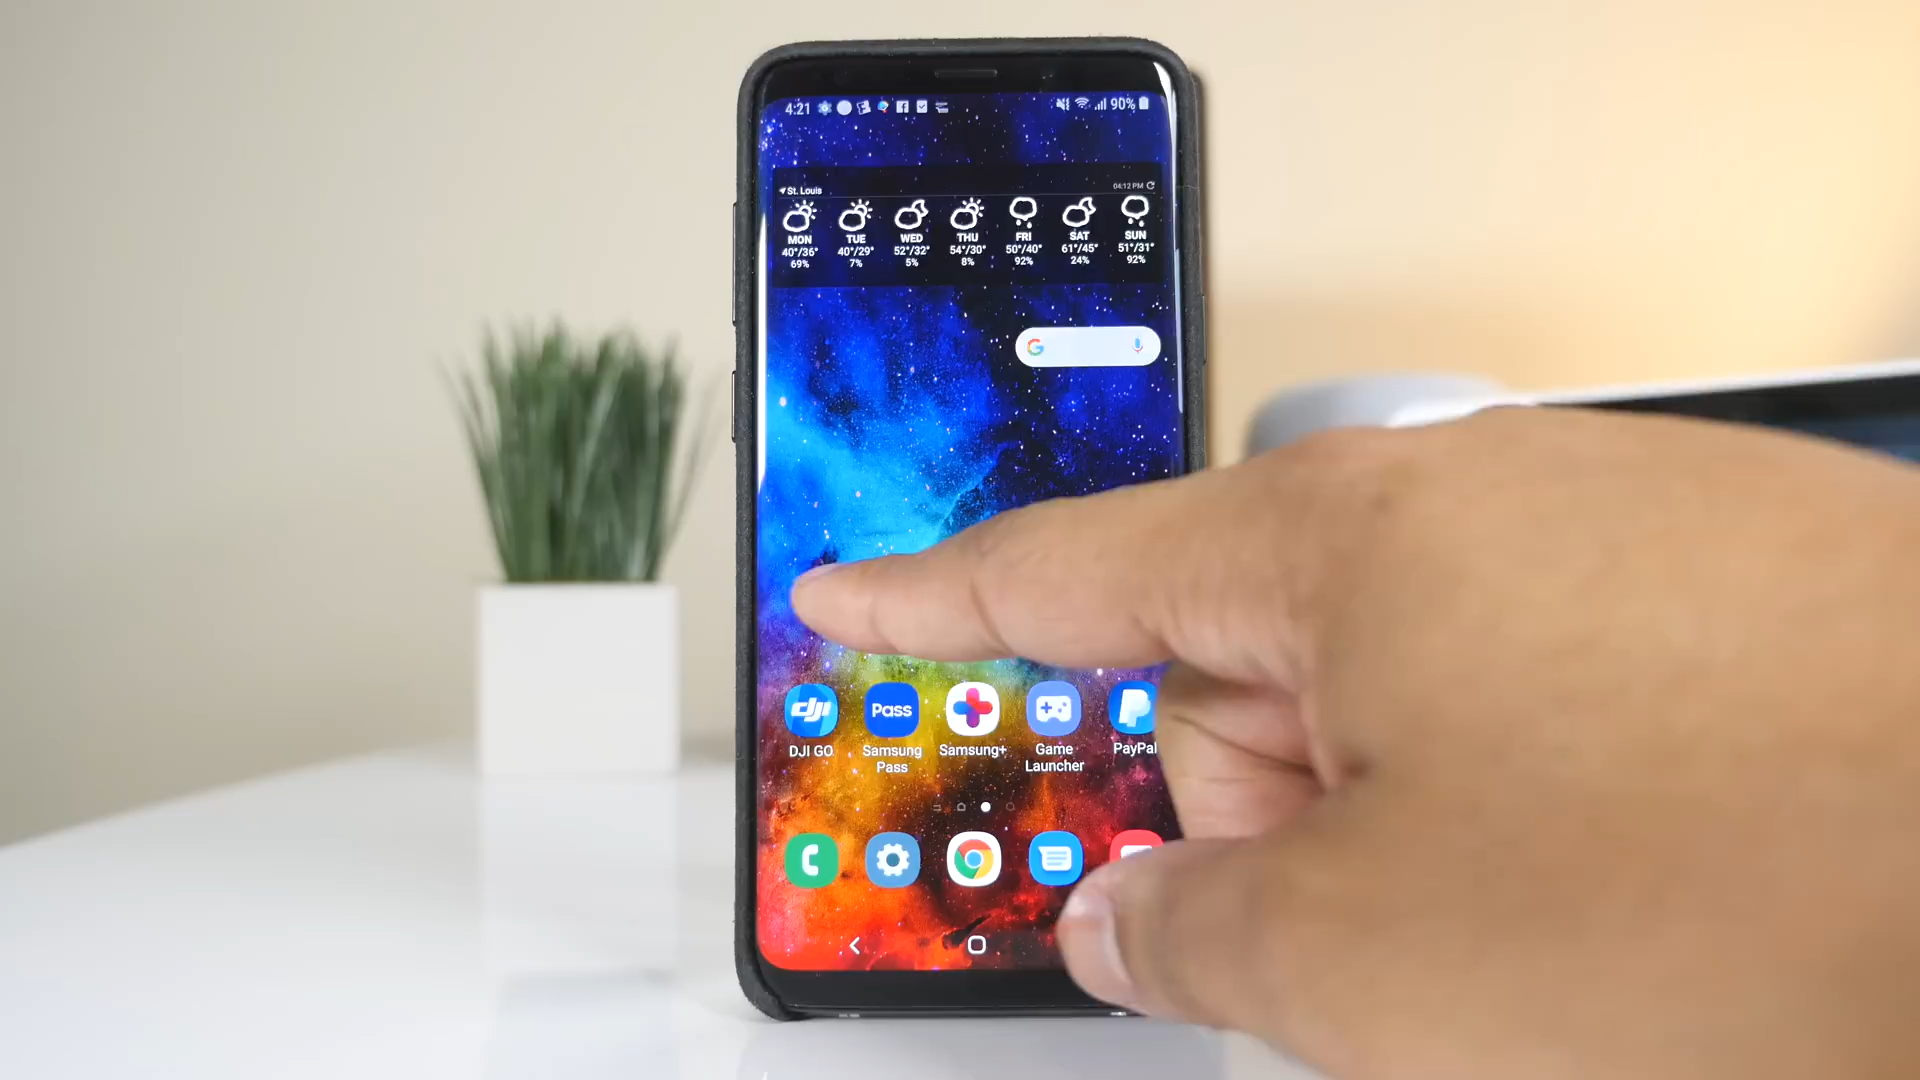 4:21 90%
St. Louis 04:12 PM
MON TUE WED THU FRI SAT SUN
40°/36° 40°/29° 52°/32° 54°/30° 50°/40° 61°/45° 51°/31°
69% 7% 5% 8% 92% 24% 92%
dji Pass
DJI GO Samsung Pass Samsung+ Game Launcher PayPal